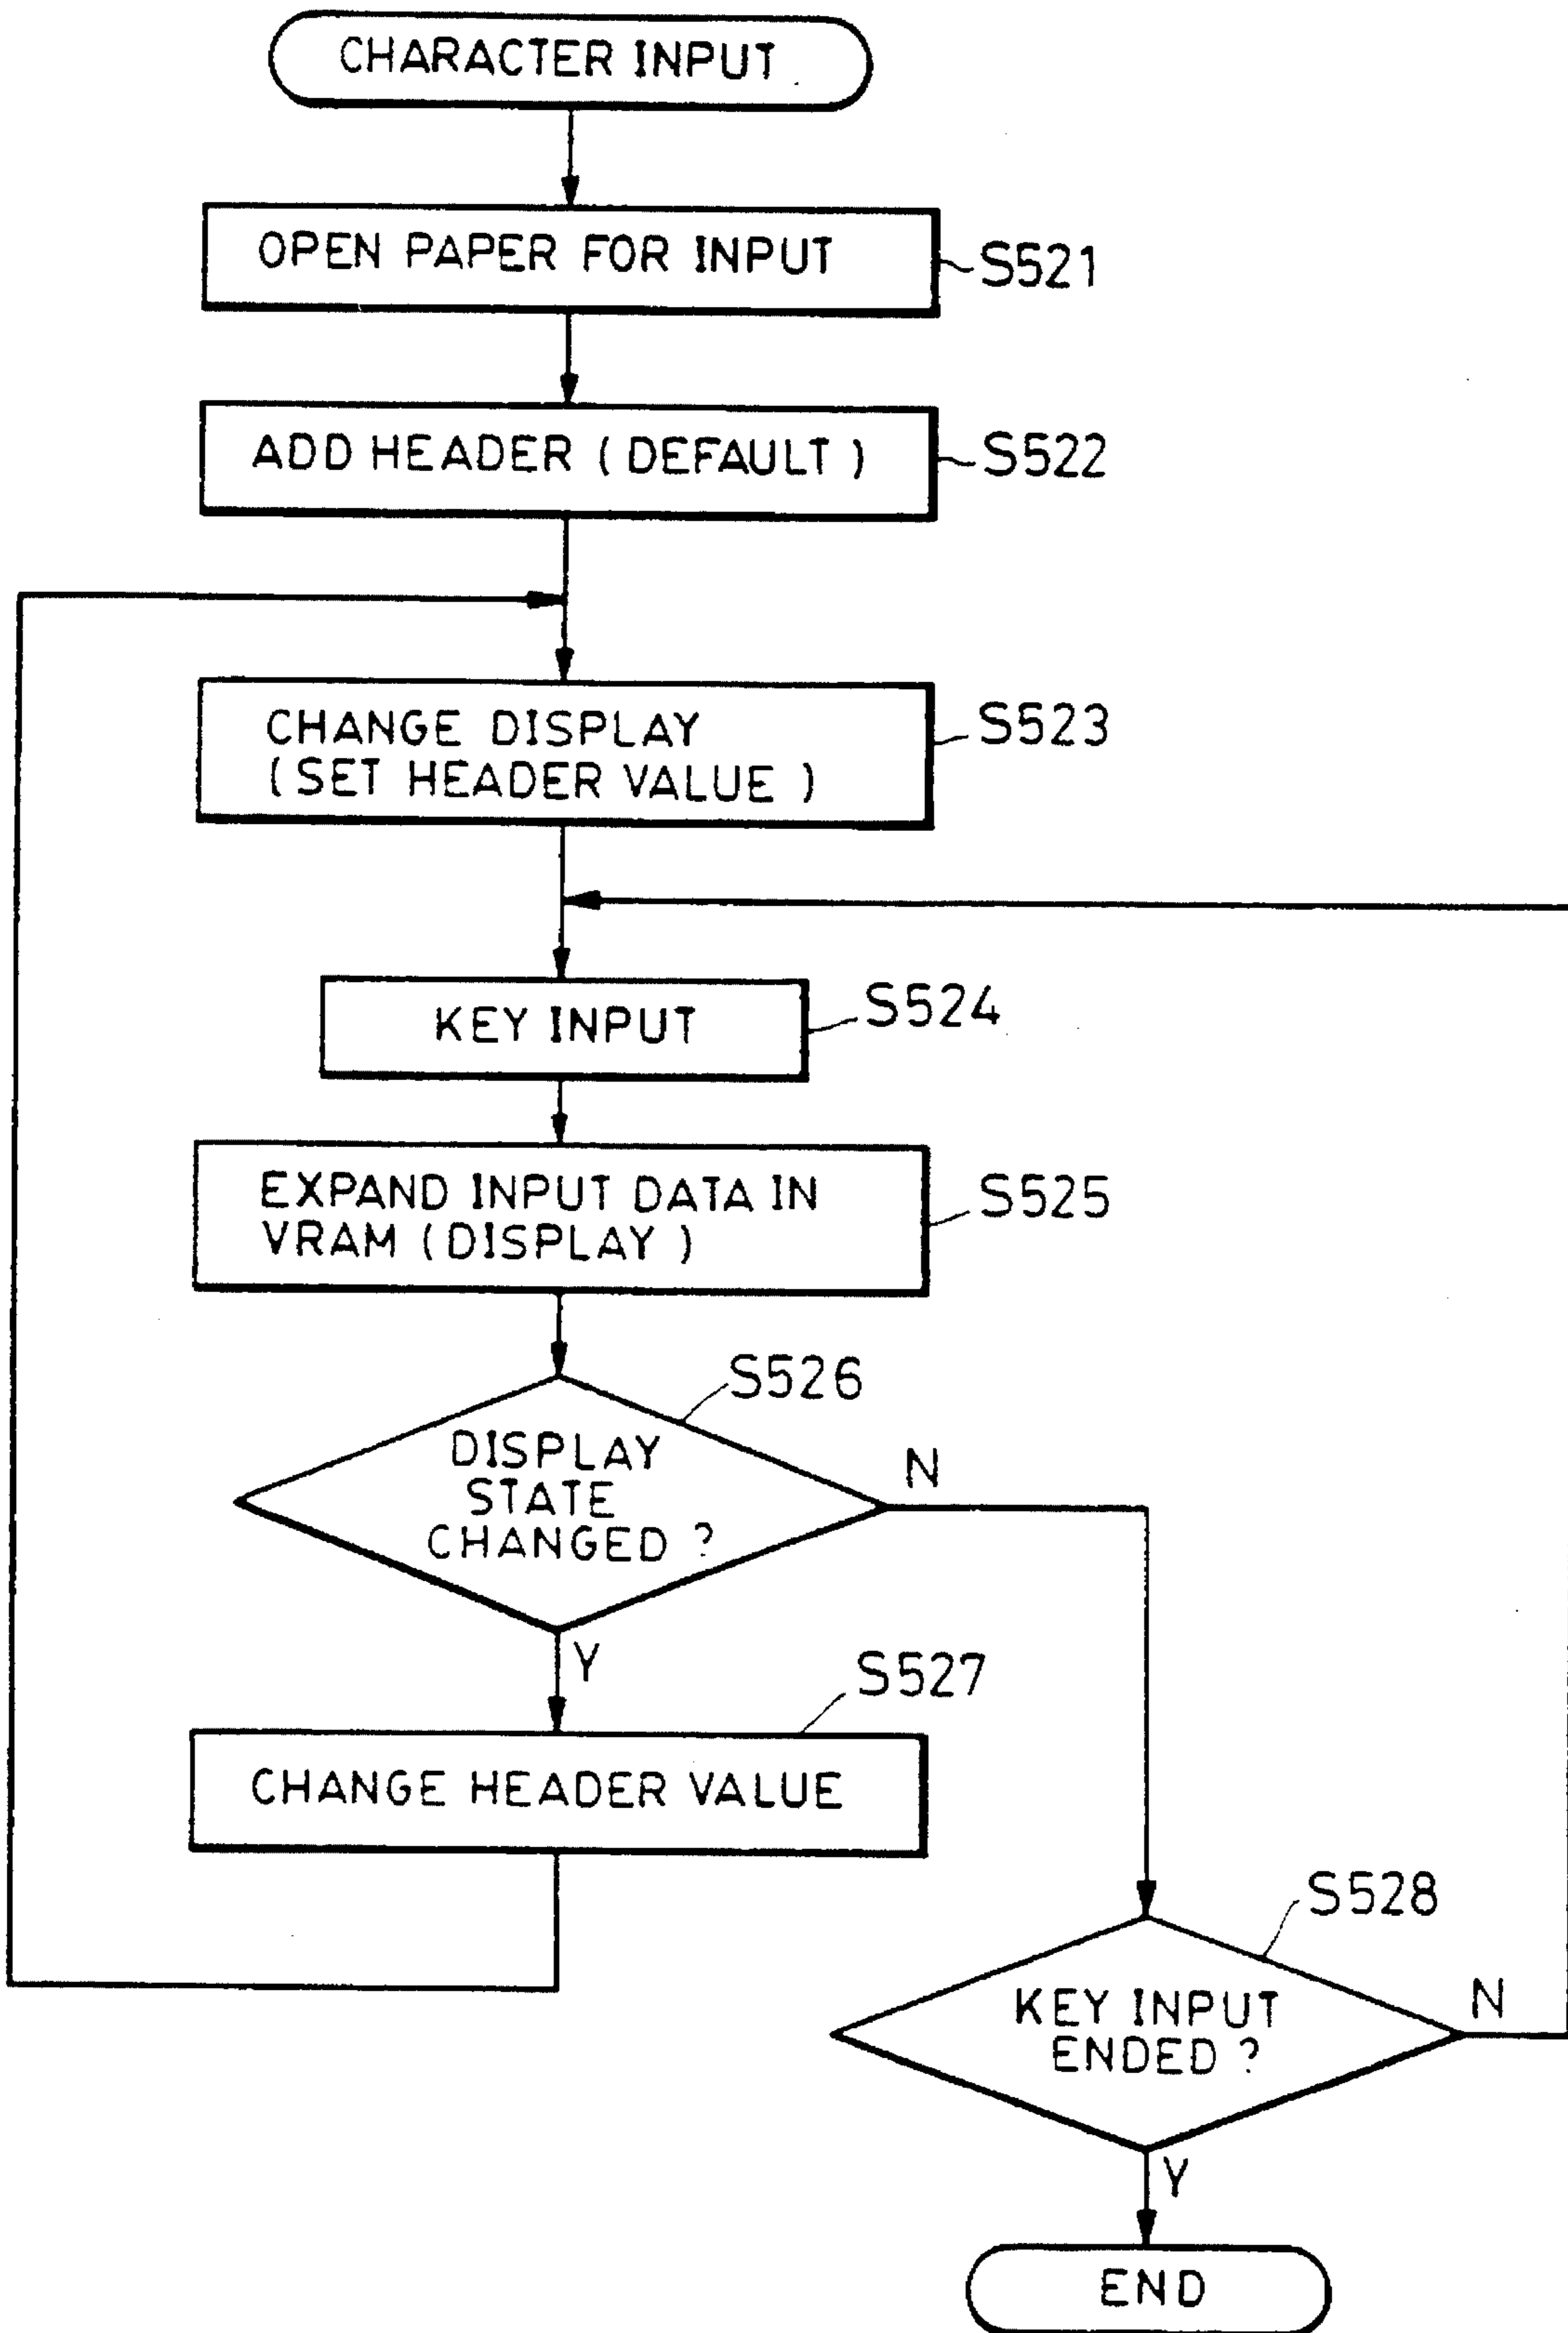 CHARACTER INPUT
OPEN PAPER FOR INPUT
S521
ADD HEADER ( DEFAULT )
S522
CHANGE DISPLAY
( SET HEADER VALUE )
S523
KEY INPUT
S524
EXPAND INPUT DATA IN
VRAM ( DISPLAY )
S525
S526
DISPLAY
STATE
CHANGED ?
N
Y
S527
CHANGE HEADER VALUE
S528
KEY INPUT
ENDED ?
N
Y
END